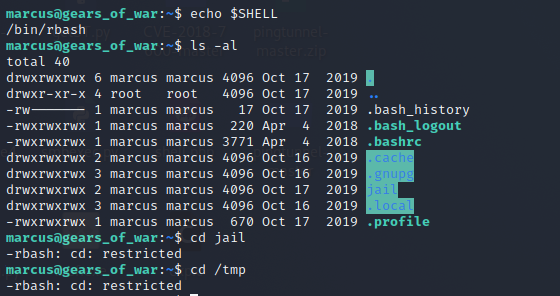 marcus@gears_of_war:~$ echo $SHELL
/bin/rbash
marcus@gears_of_war:~$ ls -al
total 40
drwxrwxrwx 6 marcus marcus 4096 Oct 17  2019 .
drwxr-xr-x 4 root   root   4096 Oct 17  2019 ..
-rw------- 1 marcus marcus   17 Oct 17  2019 .bash_history
-rwxrwxrwx 1 marcus marcus  220 Apr  4  2018 .bash_logout
-rwxrwxrwx 1 marcus marcus 3771 Apr  4  2018 .bashrc
drwxrwxrwx 2 marcus marcus 4096 Oct 16  2019 .cache
drwxrwxrwx 3 marcus marcus 4096 Oct 16  2019 .gnupg
drwxrwxrwx 2 marcus marcus 4096 Oct 17  2019 jail
drwxrwxrwx 3 marcus marcus 4096 Oct 16  2019 .local
-rwxrwxrwx 1 marcus marcus  670 Oct 17  2019 .profile
marcus@gears_of_war:~$ cd jail
-rbash: cd: restricted
marcus@gears_of_war:~$ cd /tmp
-rbash: cd: restricted